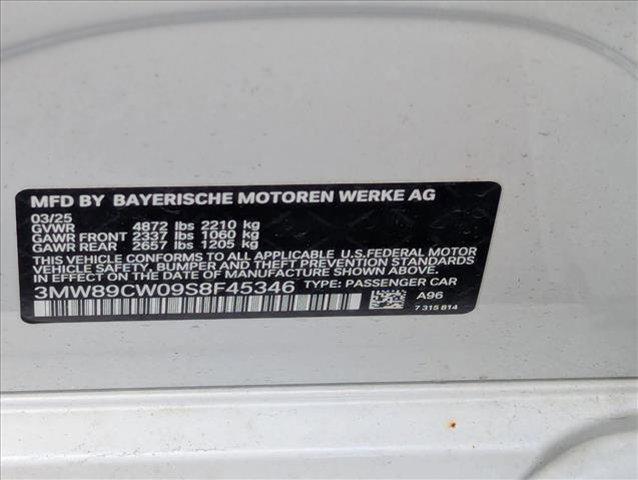 MFD BY BAYERISCHE MOTOREN WERKE AG
03/25
GVWR 4872 lbs 2210 kg
GAWR FRONT 2337 lbs 1060 kg
GAWR REAR 2657 lbs 1205 kg
THIS VEHICLE CONFORMS TO ALL APPLICABLE U.S.FEDERAL MOTOR
VEHICLE SAFETY, BUMPER AND THEFT PREVENTION STANDARDS IN
EFFECT ON THE DATE OF MANUFACTURE SHOWN ABOVE.
3MW89CW09S8F45346 TYPE: PASSENGER CAR
A96
7 315 814